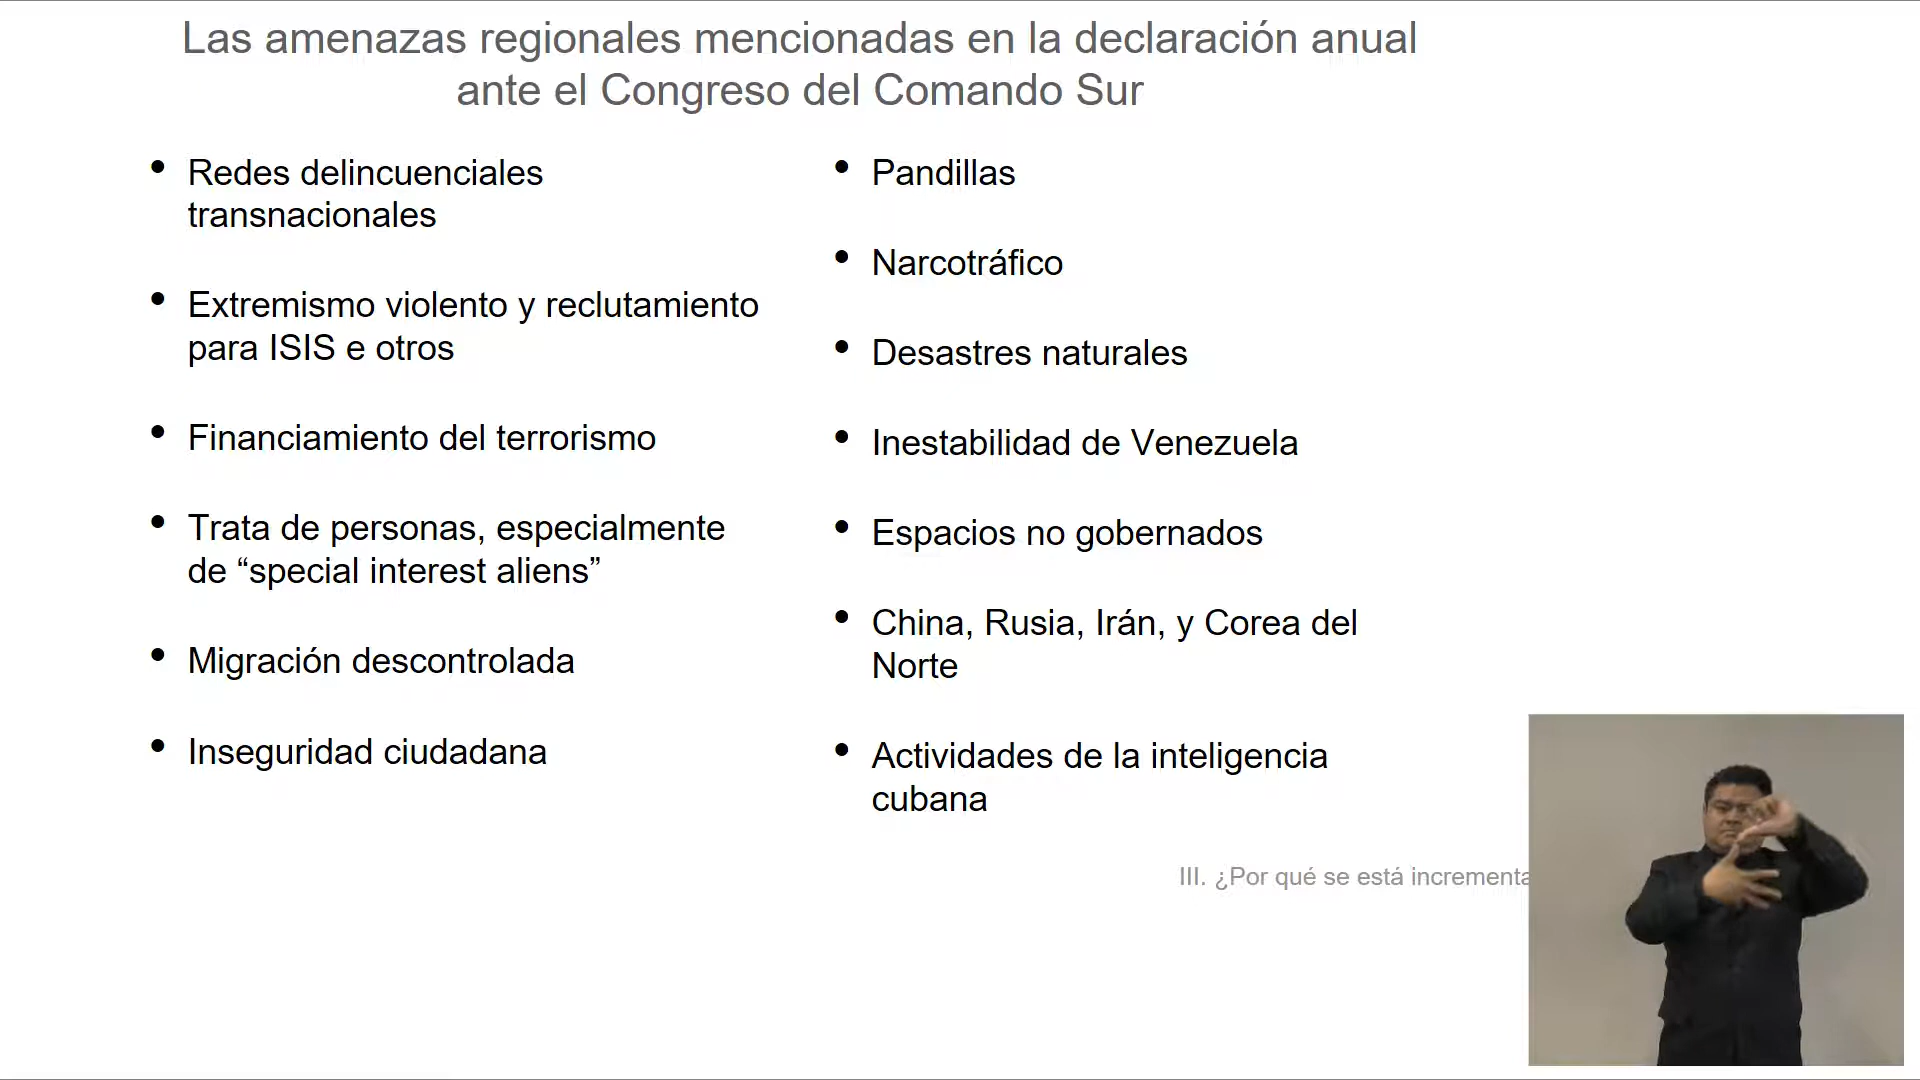 Las amenazas regionales mencionadas en la declaración anual
ante el Congreso del Comando Sur
• Redes delincuenciales
transnacionales
• Extremismo violento y reclutamiento
para ISIS e otros
• Financiamiento del terrorismo
• Trata de personas, especialmente
de “special interest aliens”
• Migración descontrolada
• Inseguridad ciudadana
• Pandillas
• Narcotráfico
• Desastres naturales
• Inestabilidad de Venezuela
• Espacios no gobernados
• China, Rusia, Irán, y Corea del
Norte
• Actividades de la inteligencia
cubana
III. ¿Por qué se está incrementa